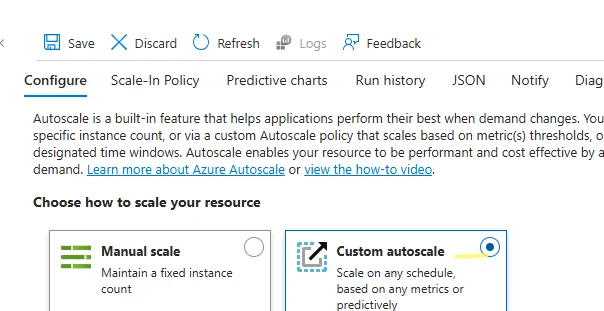 Save Discard Refresh Logs Feedback
Configure Scale-In Policy Predictive charts Run history JSON Notify Diag
Autoscale is a built-in feature that helps applications perform their best when demand changes. You
specific instance count, or via a custom Autoscale policy that scales based on metric(s) thresholds, o
designated time windows. Autoscale enables your resource to be performant and cost effective by a
demand. Learn more about Azure Autoscale or view the how-to video.
Choose how to scale your resource
Manual scale
Maintain a fixed instance
count
Custom autoscale
Scale on any schedule,
based on any metrics or
predictively